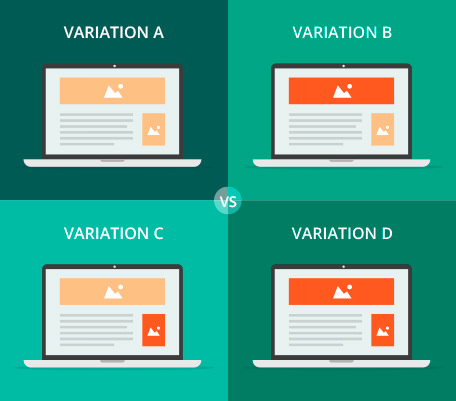 VARIATION A
VARIATION B
VS
VARIATION C
VARIATION D